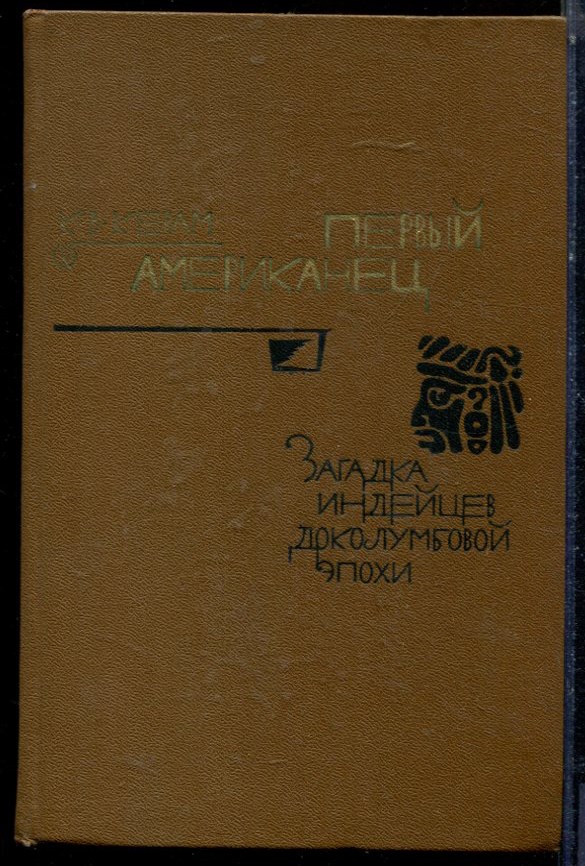 К.В. КЕРАМ
ПЕРВЫЙ
АМЕРИКАНЕЦ
ЗАГАДКА
ИНДЕЙЦЕВ
ДОКОЛУМБОВОЙ
ЭПОХИ